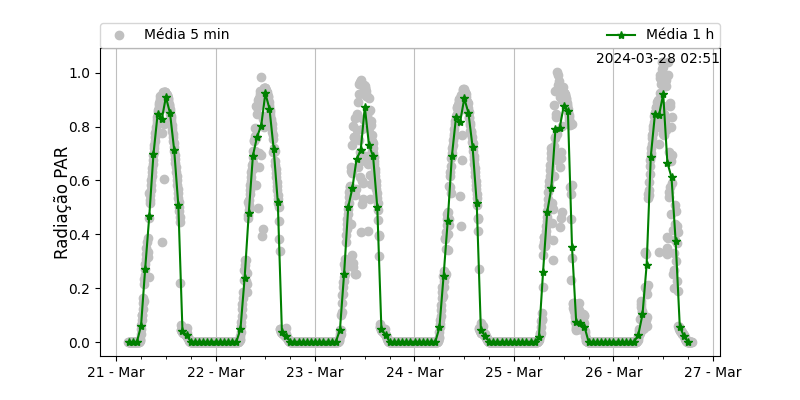 Média 5 min
Média 1 h
2024-03-28 02:51
Radiação PAR
1.0
0.8
0.6
0.4
0.2
0.0
21 - Mar
22 - Mar
23 - Mar
24 - Mar
25 - Mar
26 - Mar
27 - Mar